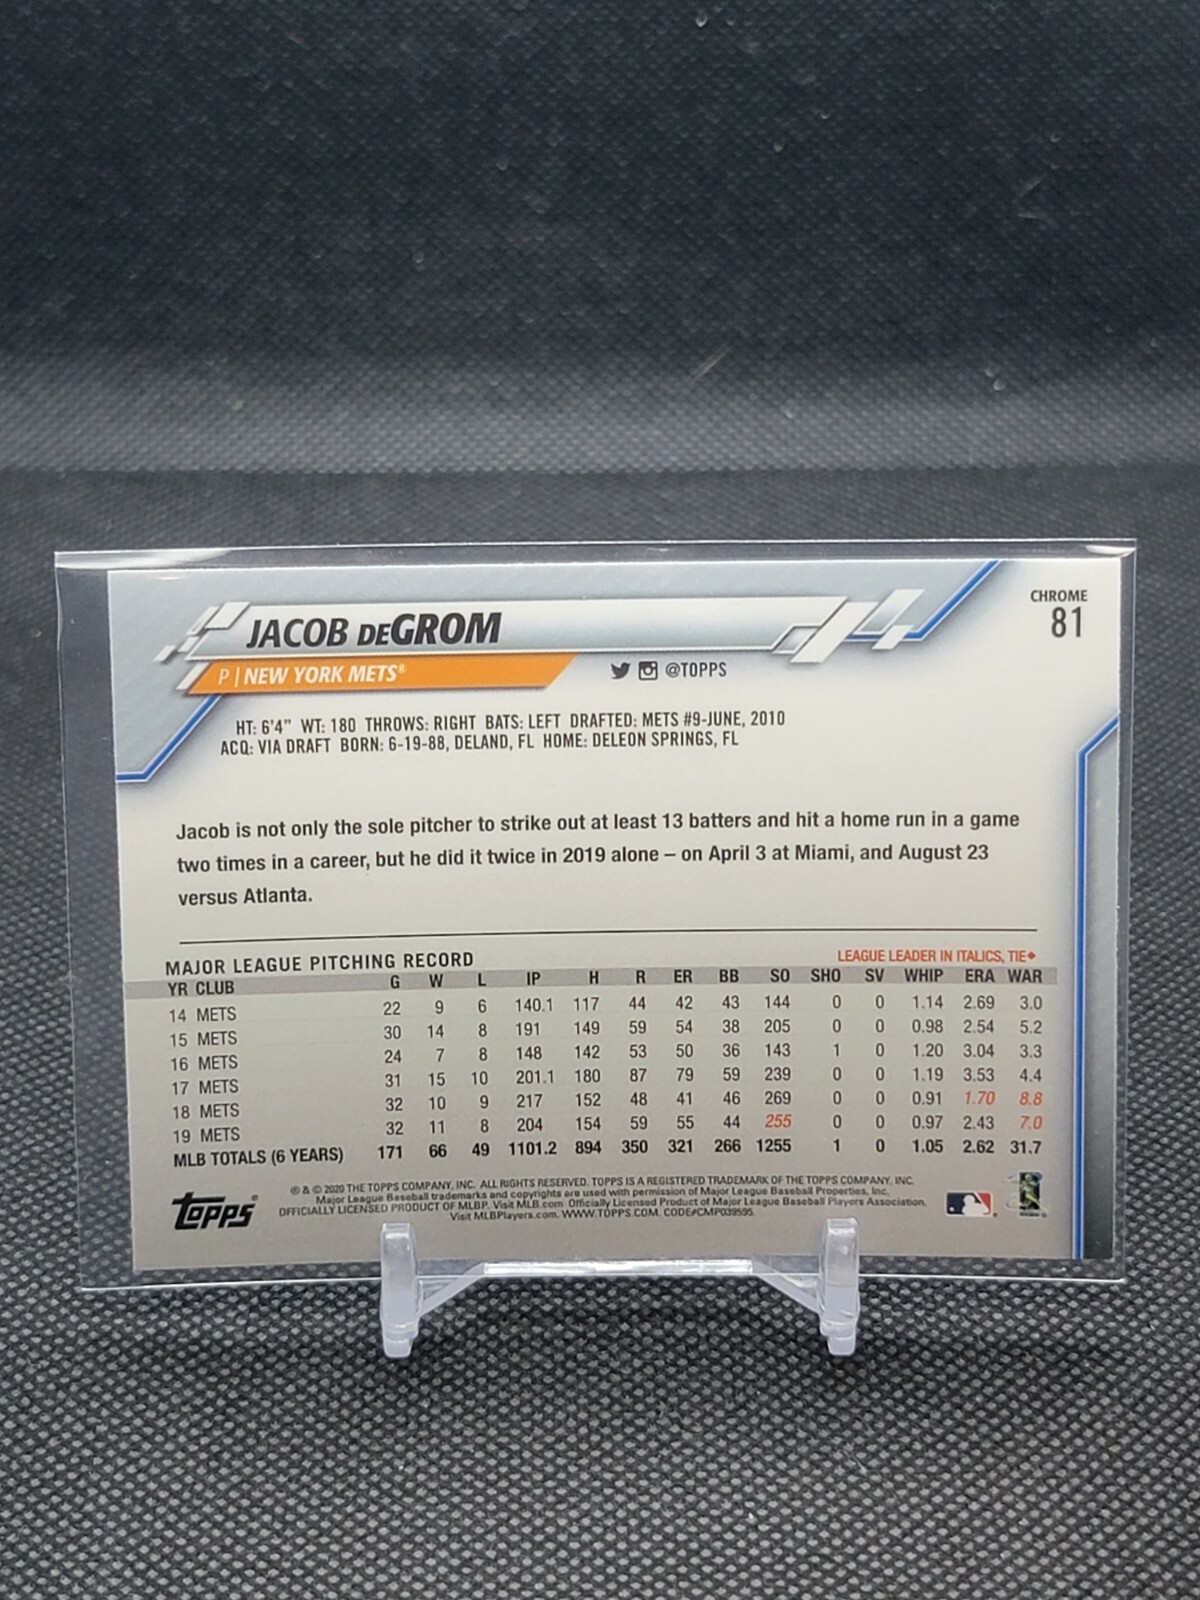 CHROME
81
JACOB DEGROM
P | NEW YORK METS®
@TOPPS
HT: 6'4" WT: 180 THROWS: RIGHT BATS: LEFT DRAFTED: METS #9-JUNE, 2010
ACQ: VIA DRAFT BORN: 6-19-88, DELAND, FL HOME: DELEON SPRINGS, FL
Jacob is not only the sole pitcher to strike out at least 13 batters and hit a home run in a game
two times in a career, but he did it twice in 2019 alone – on April 3 at Miami, and August 23
versus Atlanta.
MAJOR LEAGUE PITCHING RECORD LEAGUE LEADER IN ITALICS, TIE♦
YR CLUB G W L IP H R ER BB SO SHO SV WHIP ERA WAR
14 METS 22 9 6 140.1 117 44 42 43 144 0 0 1.14 2.69 3.0
15 METS 30 14 8 191 149 59 54 38 205 0 0 0.98 2.54 5.2
16 METS 24 7 8 148 142 53 50 36 143 1 0 1.20 3.04 3.3
17 METS 31 15 10 201.1 180 87 79 59 239 0 0 1.19 3.53 4.4
18 METS 32 10 9 217 152 48 41 46 269 0 0 0.91 1.70 8.8
19 METS 32 11 8 204 154 59 55 44 255 0 0 0.97 2.43 7.0
MLB TOTALS (6 YEARS) 171 66 49 1101.2 894 350 321 266 1255 1 0 1.05 2.62 31.7
Topps®
® & © 2020 THE TOPPS COMPANY, INC. ALL RIGHTS RESERVED. TOPPS IS A REGISTERED TRADEMARK OF THE TOPPS COMPANY, INC.
Major League Baseball trademarks and copyrights are used with permission of Major League Baseball Properties, Inc.
OFFICIALLY LICENSED PRODUCT OF MLBP. Visit MLB.com Officially Licensed Product of Major League Baseball Players Association.
Visit MLBPlayers.com. WWW.TOPPS.COM. CODE#CMP039595